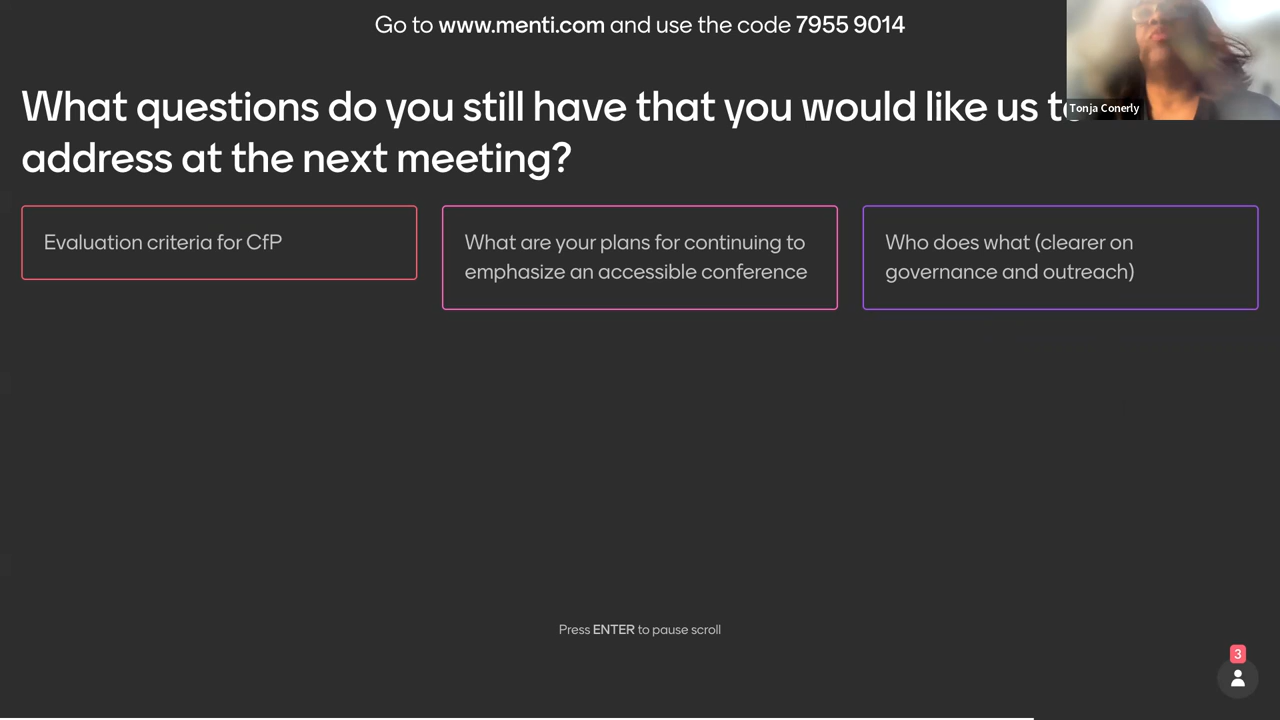 Go to www.menti.com and use the code 7955 9014
Tonja Conerly
What questions do you still have that you would like us to
address at the next meeting?
Evaluation criteria for CfP
What are your plans for continuing to
emphasize an accessible conference
Who does what (clearer on
governance and outreach)
Press ENTER to pause scroll
3